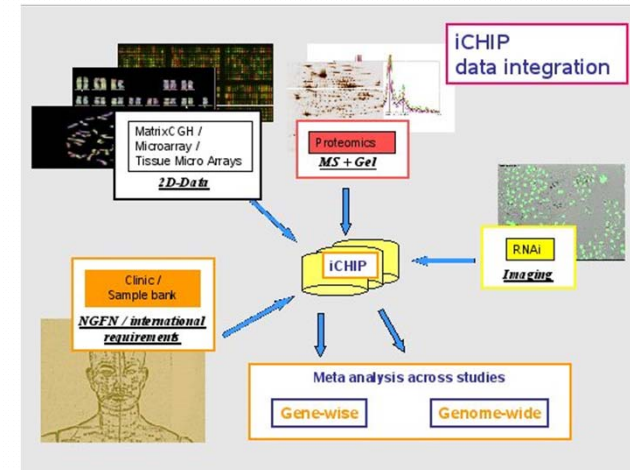 iCHIP
data integration
MatrixCGH /
Microarray /
Tissue Micro Arrays
2D-Data
Proteomics
MS + Gel
RNAi
Imaging
iCHIP
Clinic /
Sample bank
NGFN / international
requirements
Meta analysis across studies
Gene-wise
Genome-wide